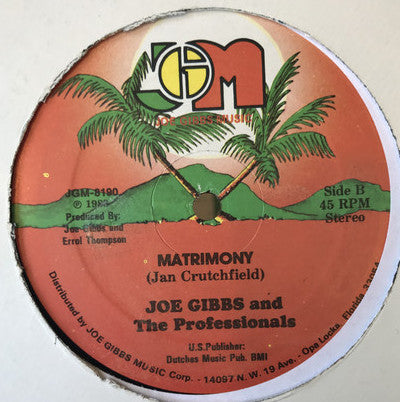 JGM
JOE GIBBS MUSIC
JGM-8190
℗ 1983
Produced By:
Joe Gibbs and
Errol Thompson
Side B
45 RPM
Stereo
MATRIMONY
(Jan Crutchfield)
JOE GIBBS and
The Professionals
U.S.Publisher:
Dutches Music Pub. BMI
Distributed by JOE GIBBS MUSIC Corp. - 14097 N.W. 19 Ave. - Opa Locka, Florida 33054